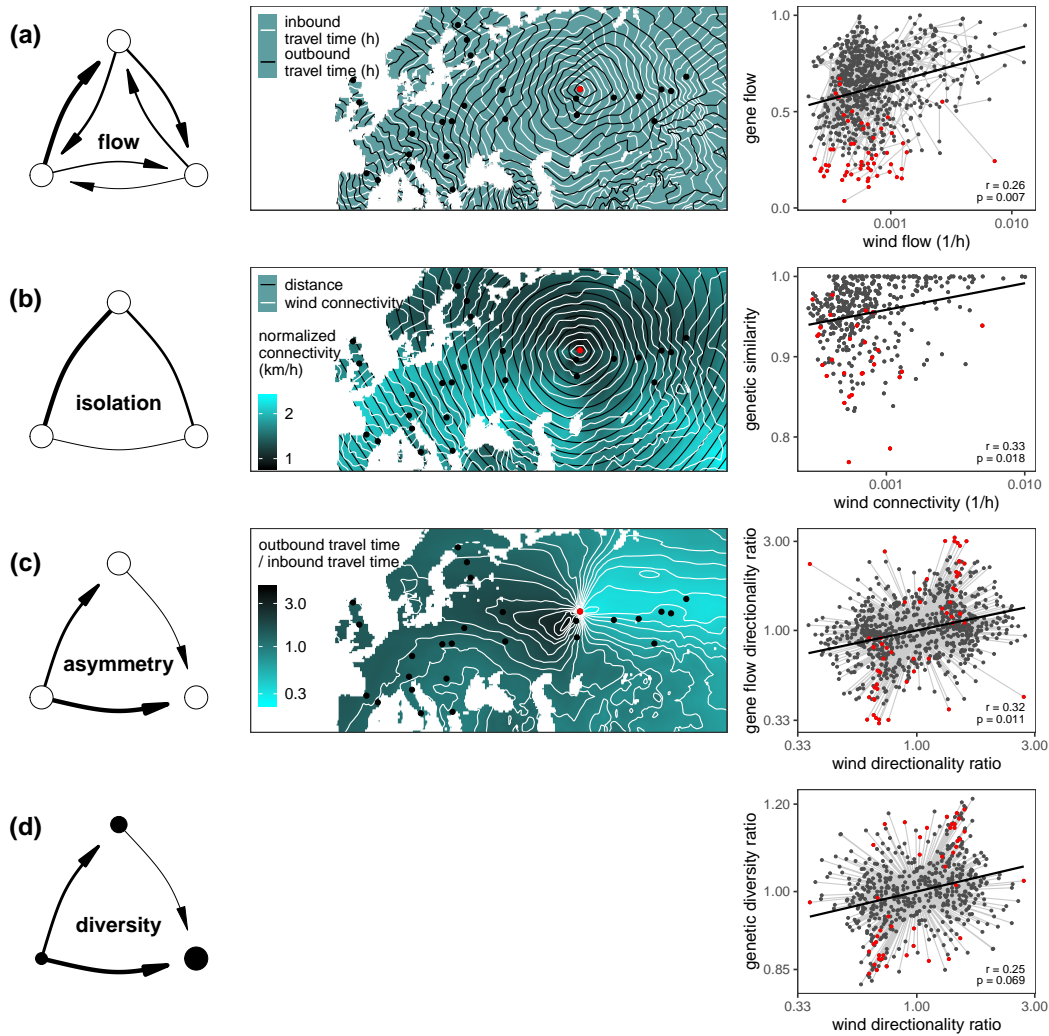 (a)
flow
inbound
travel time (h)
outbound
travel time (h)
gene flow
1.0
0.5
0.0
r = 0.26
p = 0.007
0.001
0.010
wind flow (1/h)
(b)
isolation
distance
wind connectivity
normalized
connectivity
(km/h)
2
1
genetic similarity
1.0
0.9
0.8
r = 0.33
p = 0.018
0.001
0.010
wind connectivity (1/h)
(c)
asymmetry
outbound travel time
/ inbound travel time
3.0
1.0
0.3
gene flow directionality ratio
3.00
1.00
0.33
r = 0.32
p = 0.011
0.33
1.00
3.00
wind directionality ratio
(d)
diversity
genetic diversity ratio
1.20
1.00
0.85
r = 0.25
p = 0.069
0.33
1.00
3.00
wind directionality ratio